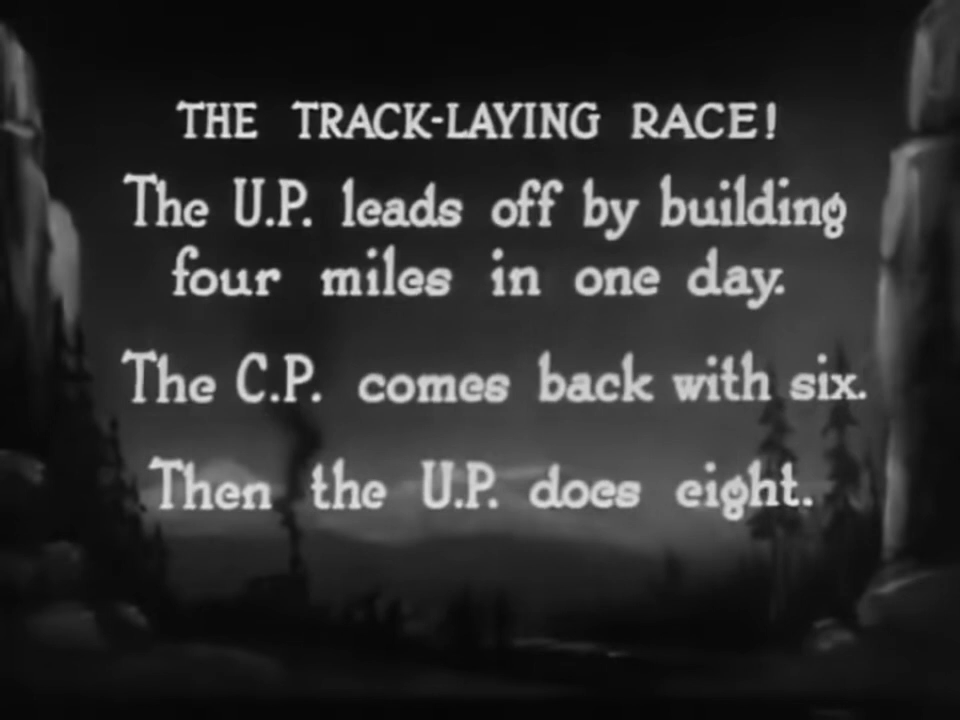 THE TRACK-LAYING RACE!
The U.P. leads off by building
four miles in one day.
The C.P. comes back with six.
Then the U.P. does eight.